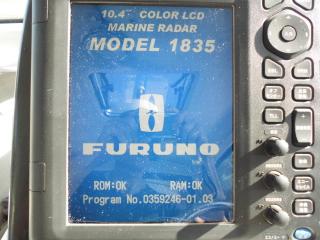 10.4" COLOR LCD
MARINE RADAR
MODEL 1835
FURUNO
ROM:OK RAM:OK
Program No.0359246-01.03